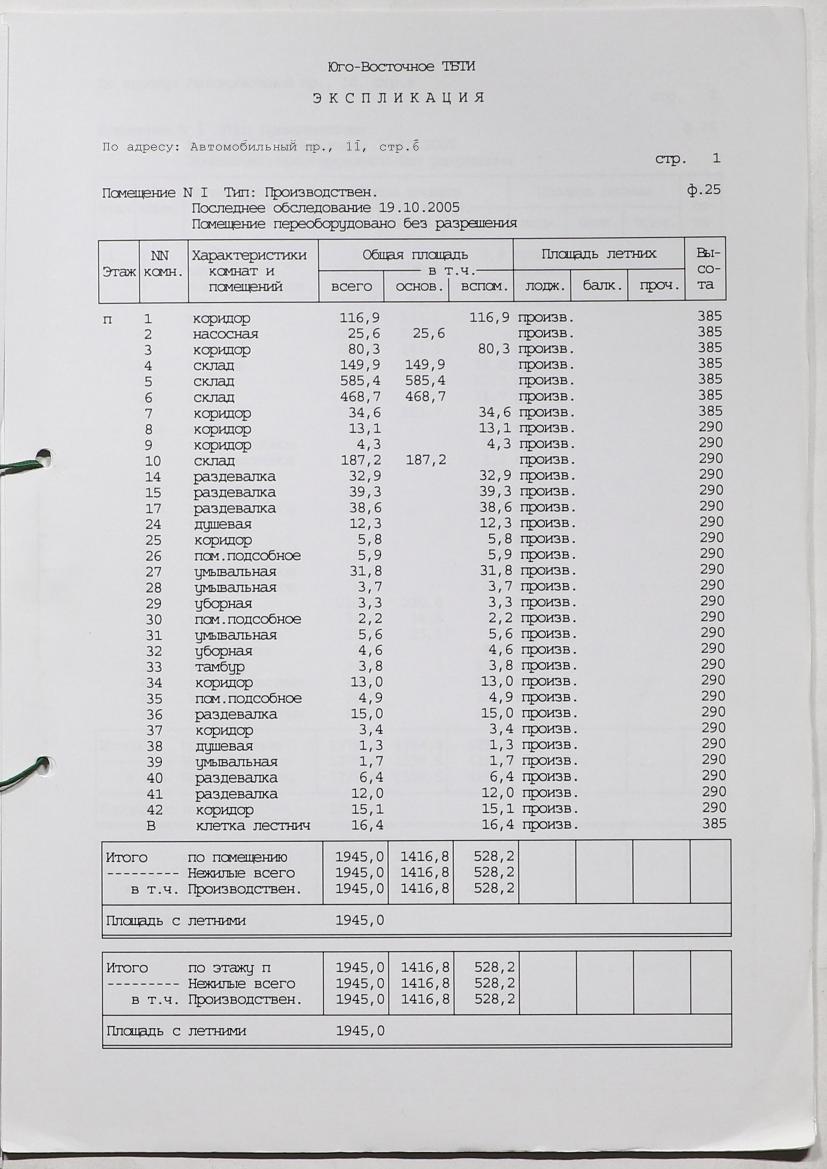 Юго-Восточное ТБТИ
ЭКСПЛИКАЦИЯ
По адресу: Автомобильный пр., 11, стр.6
стр. 1
Помещение N I Тип: Производствен. ф.25
Последнее обследование 19.10.2005
Помещение переоборудовано без разрешения
Этаж NN комн. Характеристики комнат и помещений Общая площадь всего в т.ч. основ. вспом. Площадь летних лодж. балк. проч. Вы-со-та
п 1 коридор 116,9 116,9 произв. 385
2 насосная 25,6 25,6 произв. 385
3 коридор 80,3 80,3 произв. 385
4 склад 149,9 149,9 произв. 385
5 склад 585,4 585,4 произв. 385
6 склад 468,7 468,7 произв. 385
7 коридор 34,6 34,6 произв. 385
8 коридор 13,1 13,1 произв. 290
9 коридор 4,3 4,3 произв. 290
10 склад 187,2 187,2 произв. 290
14 раздевалка 32,9 32,9 произв. 290
15 раздевалка 39,3 39,3 произв. 290
17 раздевалка 38,6 38,6 произв. 290
24 душевая 12,3 12,3 произв. 290
25 коридор 5,8 5,8 произв. 290
26 пом.подсобное 5,9 5,9 произв. 290
27 умывальная 31,8 31,8 произв. 290
28 умывальная 3,7 3,7 произв. 290
29 уборная 3,3 3,3 произв. 290
30 пом.подсобное 2,2 2,2 произв. 290
31 умывальная 5,6 5,6 произв. 290
32 уборная 4,6 4,6 произв. 290
33 тамбур 3,8 3,8 произв. 290
34 коридор 13,0 13,0 произв. 290
35 пом.подсобное 4,9 4,9 произв. 290
36 раздевалка 15,0 15,0 произв. 290
37 коридор 3,4 3,4 произв. 290
38 душевая 1,3 1,3 произв. 290
39 умывальная 1,7 1,7 произв. 290
40 раздевалка 6,4 6,4 произв. 290
41 раздевалка 12,0 12,0 произв. 290
42 коридор 15,1 15,1 произв. 290
В клетка лестнич 16,4 16,4 произв. 385
Итого по помещению 1945,0 1416,8 528,2
--------- Нежилые всего 1945,0 1416,8 528,2
в т.ч. Производствен. 1945,0 1416,8 528,2
Площадь с летними 1945,0
Итого по этажу п 1945,0 1416,8 528,2
--------- Нежилые всего 1945,0 1416,8 528,2
в т.ч. Производствен. 1945,0 1416,8 528,2
Площадь с летними 1945,0